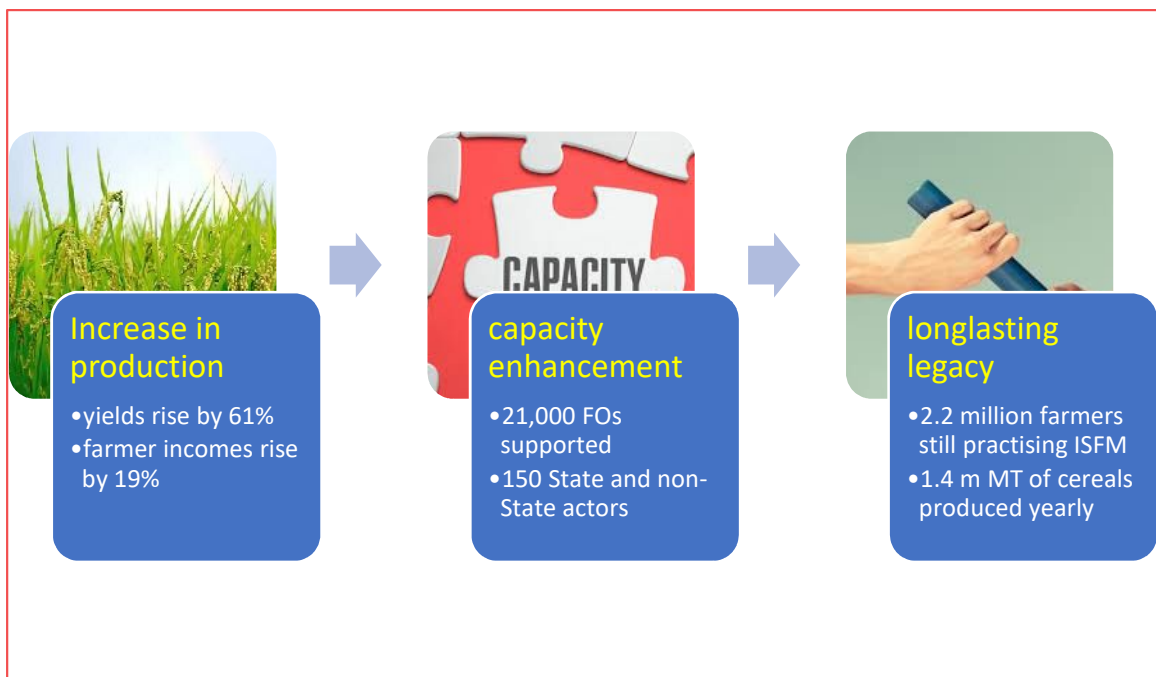 CAPACITY
Increase in
production
•yields rise by 61%
•farmer incomes rise
by 19%
capacity
enhancement
•21,000 FOs
supported
•150 State and non-
State actors
longlasting
legacy
•2.2 million farmers
still practising ISFM
•1.4 m MT of cereals
produced yearly